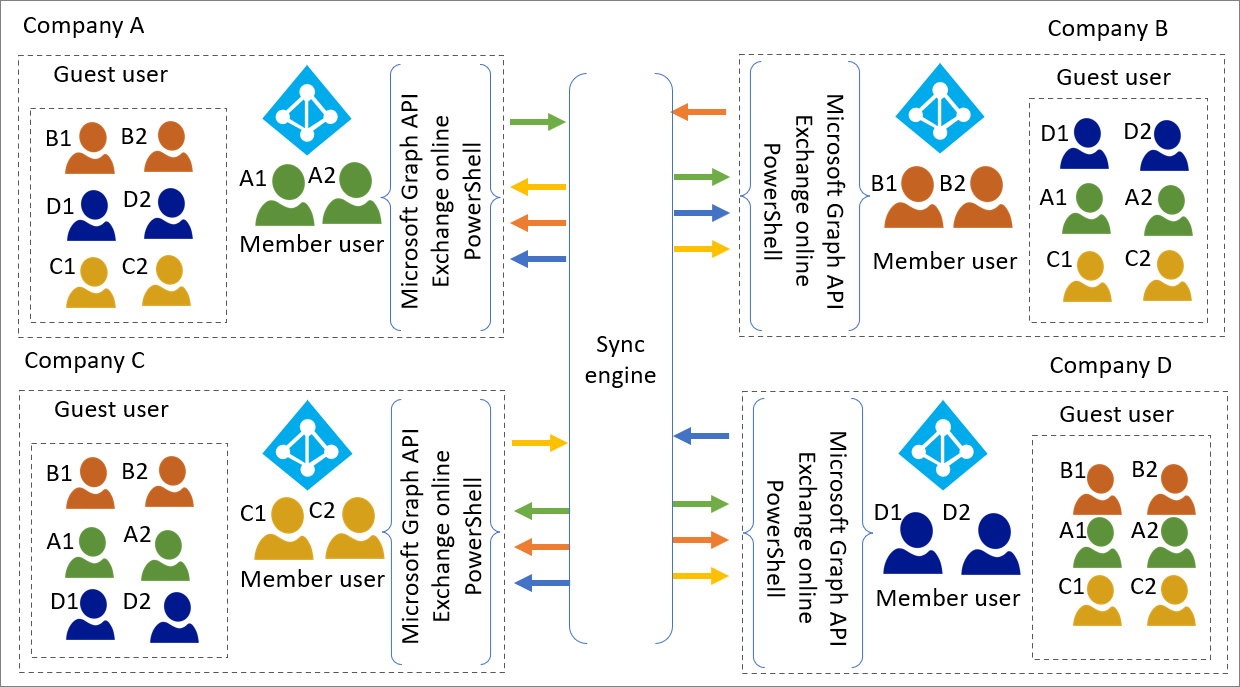 Company A
Guest user
B1
B2
D1
D2
C1
C2
A1
A2
Member user
Microsoft Graph API
Exchange online
PowerShell
Sync
engine
Company B
Microsoft Graph API
Exchange online
PowerShell
B1
B2
Member user
Guest user
D1
D2
A1
A2
C1
C2
Company C
Guest user
B1
B2
A1
A2
D1
D2
C1
C2
Member user
Microsoft Graph API
Exchange online
PowerShell
Company D
Microsoft Graph API
Exchange online
PowerShell
D1
D2
Member user
Guest user
B1
B2
A1
A2
C1
C2